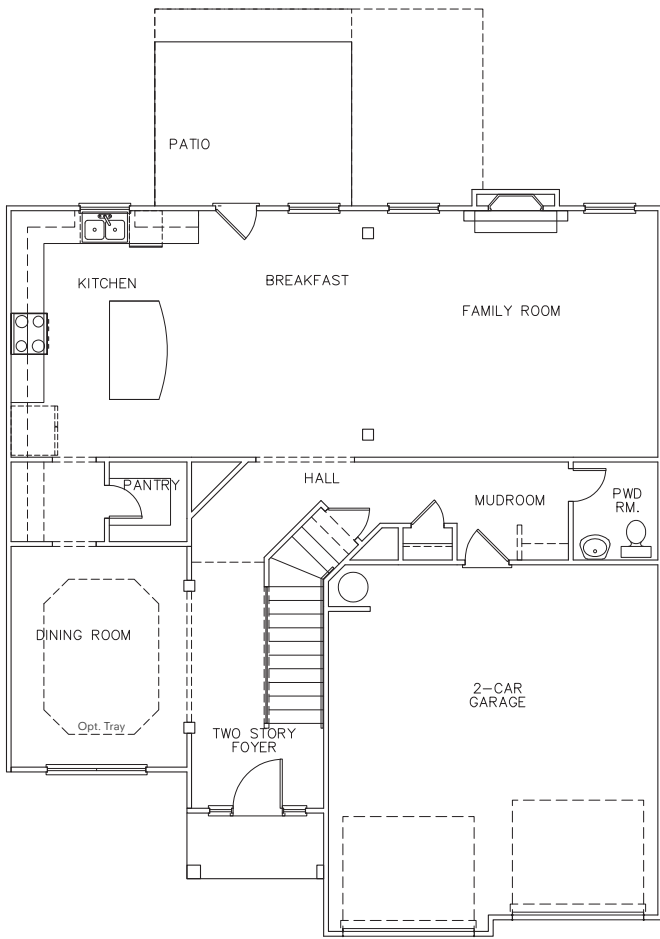 PATIO
KITCHEN
BREAKFAST
FAMILY ROOM
HALL
PANTRY
MUDROOM
PWD
RM.
DINING ROOM
Opt. Tray
TWO STORY
FOYER
2-CAR
GARAGE